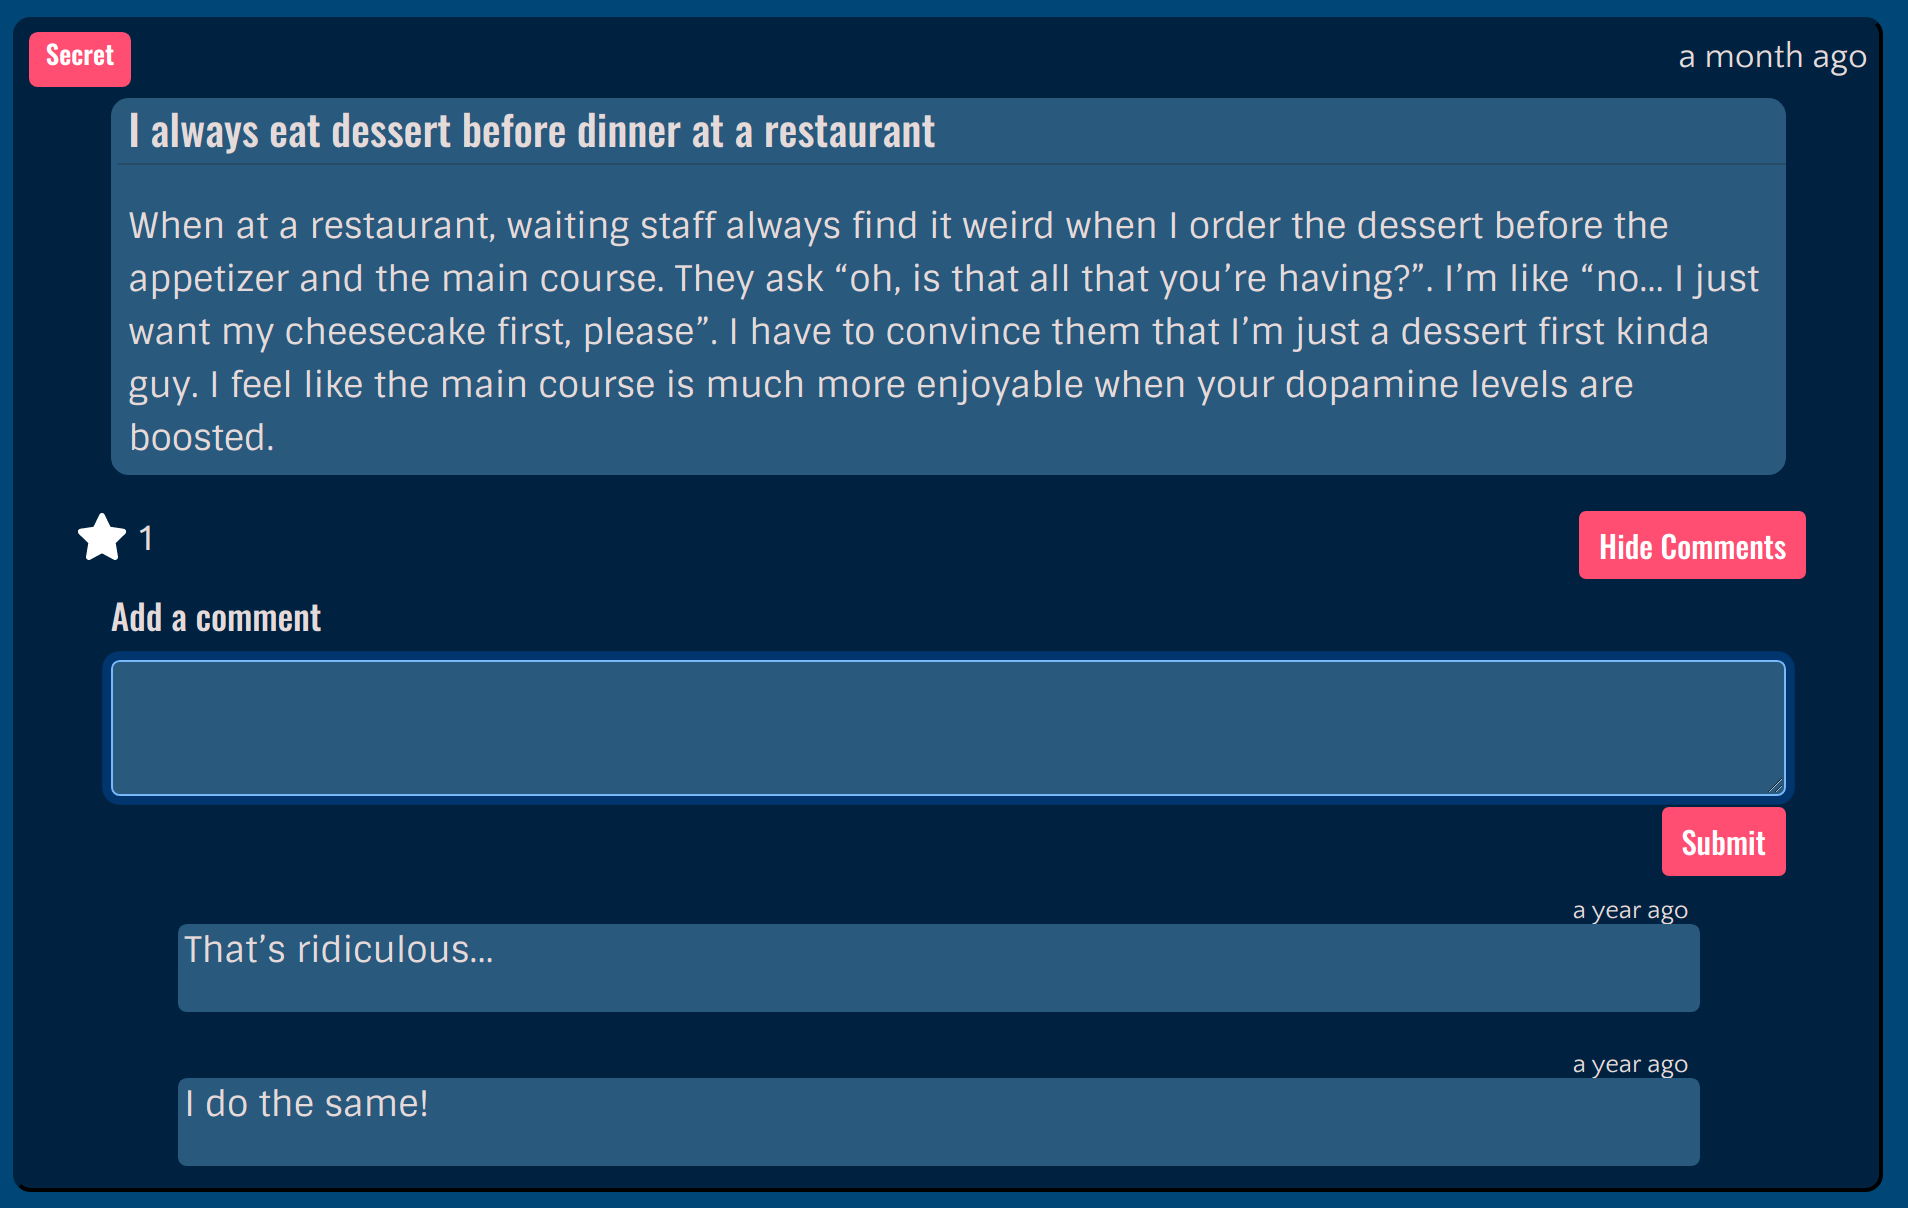 Secret
a month ago
I always eat dessert before dinner at a restaurant
When at a restaurant, waiting staff always find it weird when I order the dessert before the
appetizer and the main course. They ask “oh, is that all that you’re having?”. I’m like “no... I just
want my cheesecake first, please”. I have to convince them that I’m just a dessert first kinda
guy. I feel like the main course is much more enjoyable when your dopamine levels are
boosted.
1
Hide Comments
Add a comment
Submit
a year ago
That’s ridiculous...
a year ago
I do the same!